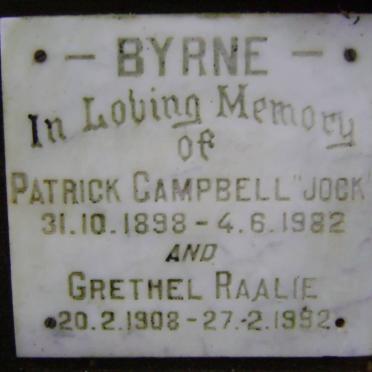 - BYRNE -
In Loving Memory
of
PATRICK CAMPBELL "JOCK"
31.10.1898 - 4.6.1982
AND
GRETHEL RAALIE
20.2.1908 - 27.2.1992